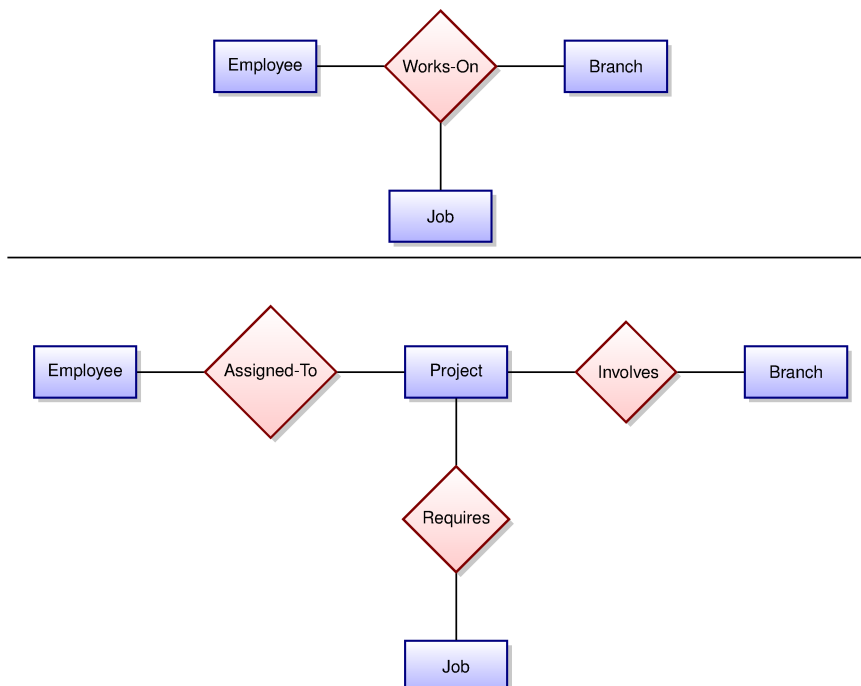 Employee
Works-On
Branch
Job
Employee
Assigned-To
Project
Involves
Branch
Requires
Job